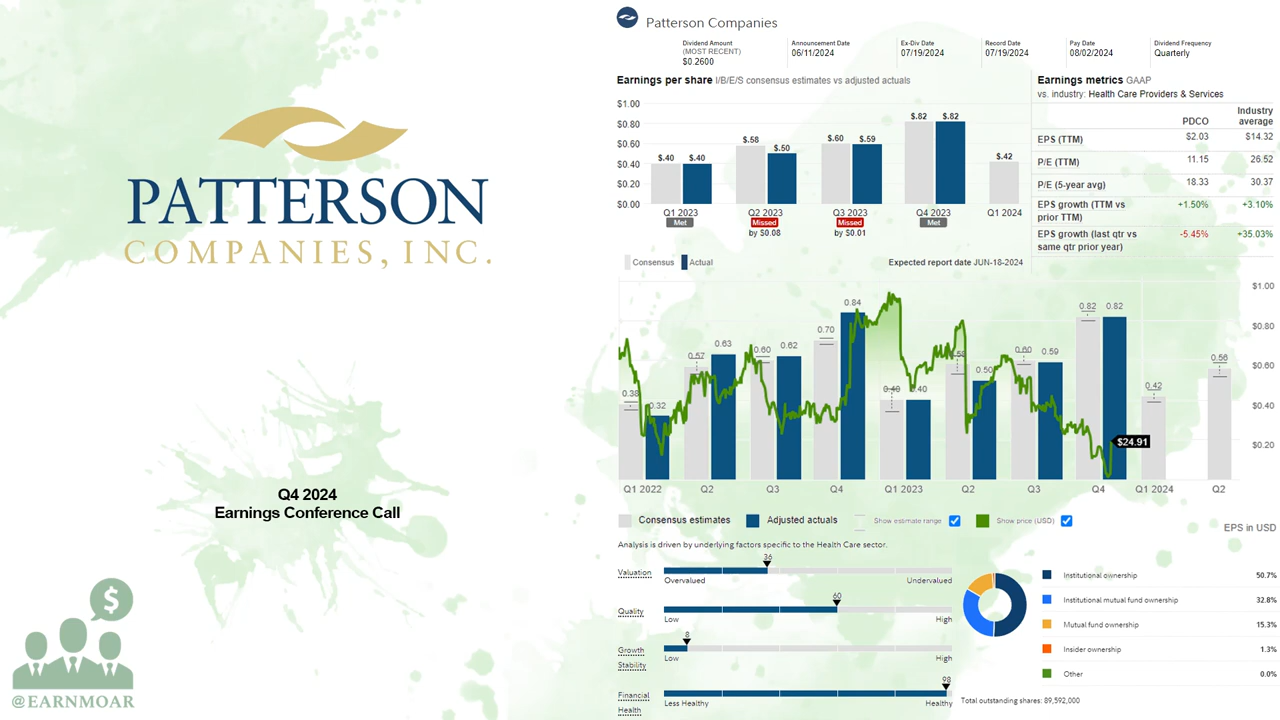 PATTERSON
COMPANIES, INC.
Q4 2024
Earnings Conference Call
$
@EARNMOAR
Patterson Companies
Dividend Amount
(MOST RECENT)
$0.2600
Announcement Date
06/11/2024
Ex-Div Date
07/19/2024
Record Date
07/19/2024
Pay Date
08/02/2024
Dividend Frequency
Quarterly
Earnings per share I/B/E/S consensus estimates vs adjusted actuals
$1.00
$0.80
$0.60
$0.40
$0.20
$0.00
$.40 $.40
$.58 $.50
$.60 $.59
$.82 $.82
$.42
Q1 2023 Q2 2023 Q3 2023 Q4 2023 Q1 2024
Met Missed Missed Met
by $0.08 by $0.01
Consensus Actual
Expected report date JUN-18-2024
Earnings metrics GAAP
vs. industry: Health Care Providers & Services
PDCO Industry average
EPS (TTM) $2.03 $14.32
P/E (TTM) 11.15 26.52
P/E (5-year avg) 18.33 30.37
EPS growth (TTM vs prior TTM) +1.50% +3.10%
EPS growth (last qtr vs same qtr prior year) -5.45% +35.03%
$1.00
$0.80
$0.60
$0.40
$0.20
0.38 0.32
0.57 0.63
0.60 0.62
0.70 0.84
0.40 0.40
0.58 0.50
0.60 0.59
0.82 0.82
0.42
0.56
$24.91
Q1 2022 Q2 Q3 Q4 Q1 2023 Q2 Q3 Q4 Q1 2024 Q2
Consensus estimates Adjusted actuals Show estimate range Show price (USD)
EPS in USD
Analysis is driven by underlying factors specific to the Health Care sector.
Valuation 36
Overvalued Undervalued
Quality 60
Low High
Growth Stability 8
Low High
Financial Health 98
Less Healthy Healthy
Institutional ownership 50.7%
Institutional mutual fund ownership 32.8%
Mutual fund ownership 15.3%
Insider ownership 1.3%
Other 0.0%
Total outstanding shares: 89,592,000